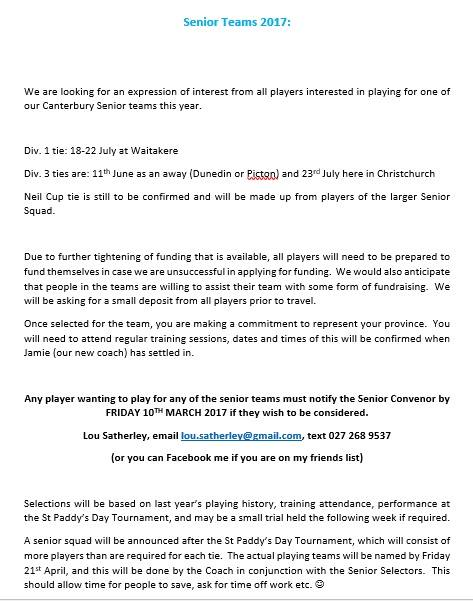 Senior Teams 2017:
We are looking for an expression of interest from all players interested in playing for one of
our Canterbury Senior teams this year.
Div. 1 tie: 18-22 July at Waitakere
Div. 3 ties are: 11th June as an away (Dunedin or Picton) and 23rd July here in Christchurch
Neil Cup tie is still to be confirmed and will be made up from players of the larger Senior
Squad.
Due to further tightening of funding that is available, all players will need to be prepared to
fund themselves in case we are unsuccessful in applying for funding. We would also anticipate
that people in the teams are willing to assist their team with some form of fundraising. We
will be asking for a small deposit from all players prior to travel.
Once selected for the team, you are making a commitment to represent your province. You
will need to attend regular training sessions, dates and times of this will be confirmed when
Jamie (our new coach) has settled in.
Any player wanting to play for any of the senior teams must notify the Senior Convenor by
FRIDAY 10TH MARCH 2017 if they wish to be considered.
Lou Satherley, email lou.satherley@gmail.com, text 027 268 9537
(or you can Facebook me if you are on my friends list)
Selections will be based on last year's playing history, training attendance, performance at
the St Paddy's Day Tournament, and may be a small trial held the following week if required.
A senior squad will be announced after the St Paddy's Day Tournament, which will consist of
more players than are required for each tie. The actual playing teams will be named by Friday
21st April, and this will be done by the Coach in conjunction with the Senior Selectors. This
should allow time for people to save, ask for time off work etc. ☺